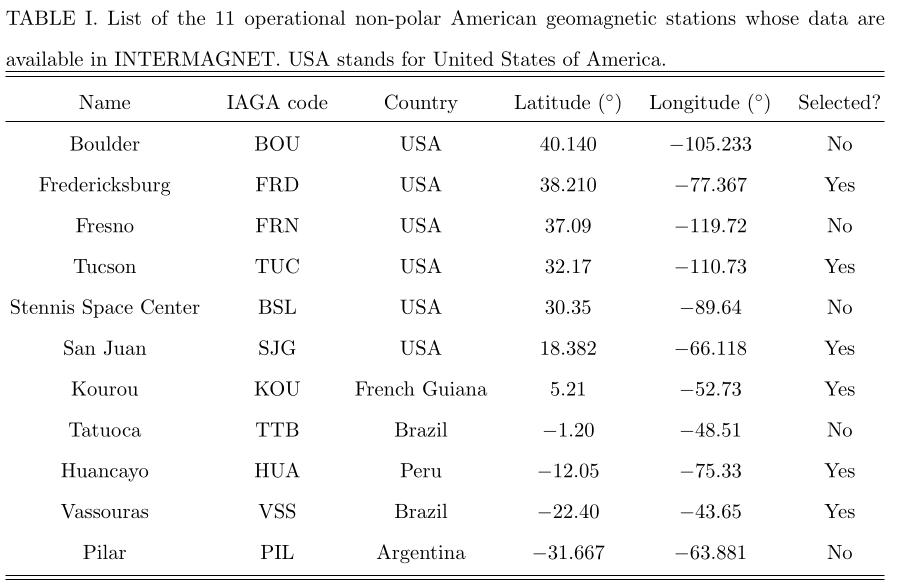 TABLE I. List of the 11 operational non-polar American geomagnetic stations whose data are
available in INTERMAGNET. USA stands for United States of America.
Name IAGA code Country Latitude (°) Longitude (°) Selected?
Boulder BOU USA 40.140 −105.233 No
Fredericksburg FRD USA 38.210 −77.367 Yes
Fresno FRN USA 37.09 −119.72 No
Tucson TUC USA 32.17 −110.73 Yes
Stennis Space Center BSL USA 30.35 −89.64 No
San Juan SJG USA 18.382 −66.118 Yes
Kourou KOU French Guiana 5.21 −52.73 Yes
Tatuoca TTB Brazil −1.20 −48.51 No
Huancayo HUA Peru −12.05 −75.33 Yes
Vassouras VSS Brazil −22.40 −43.65 Yes
Pilar PIL Argentina −31.667 −63.881 No